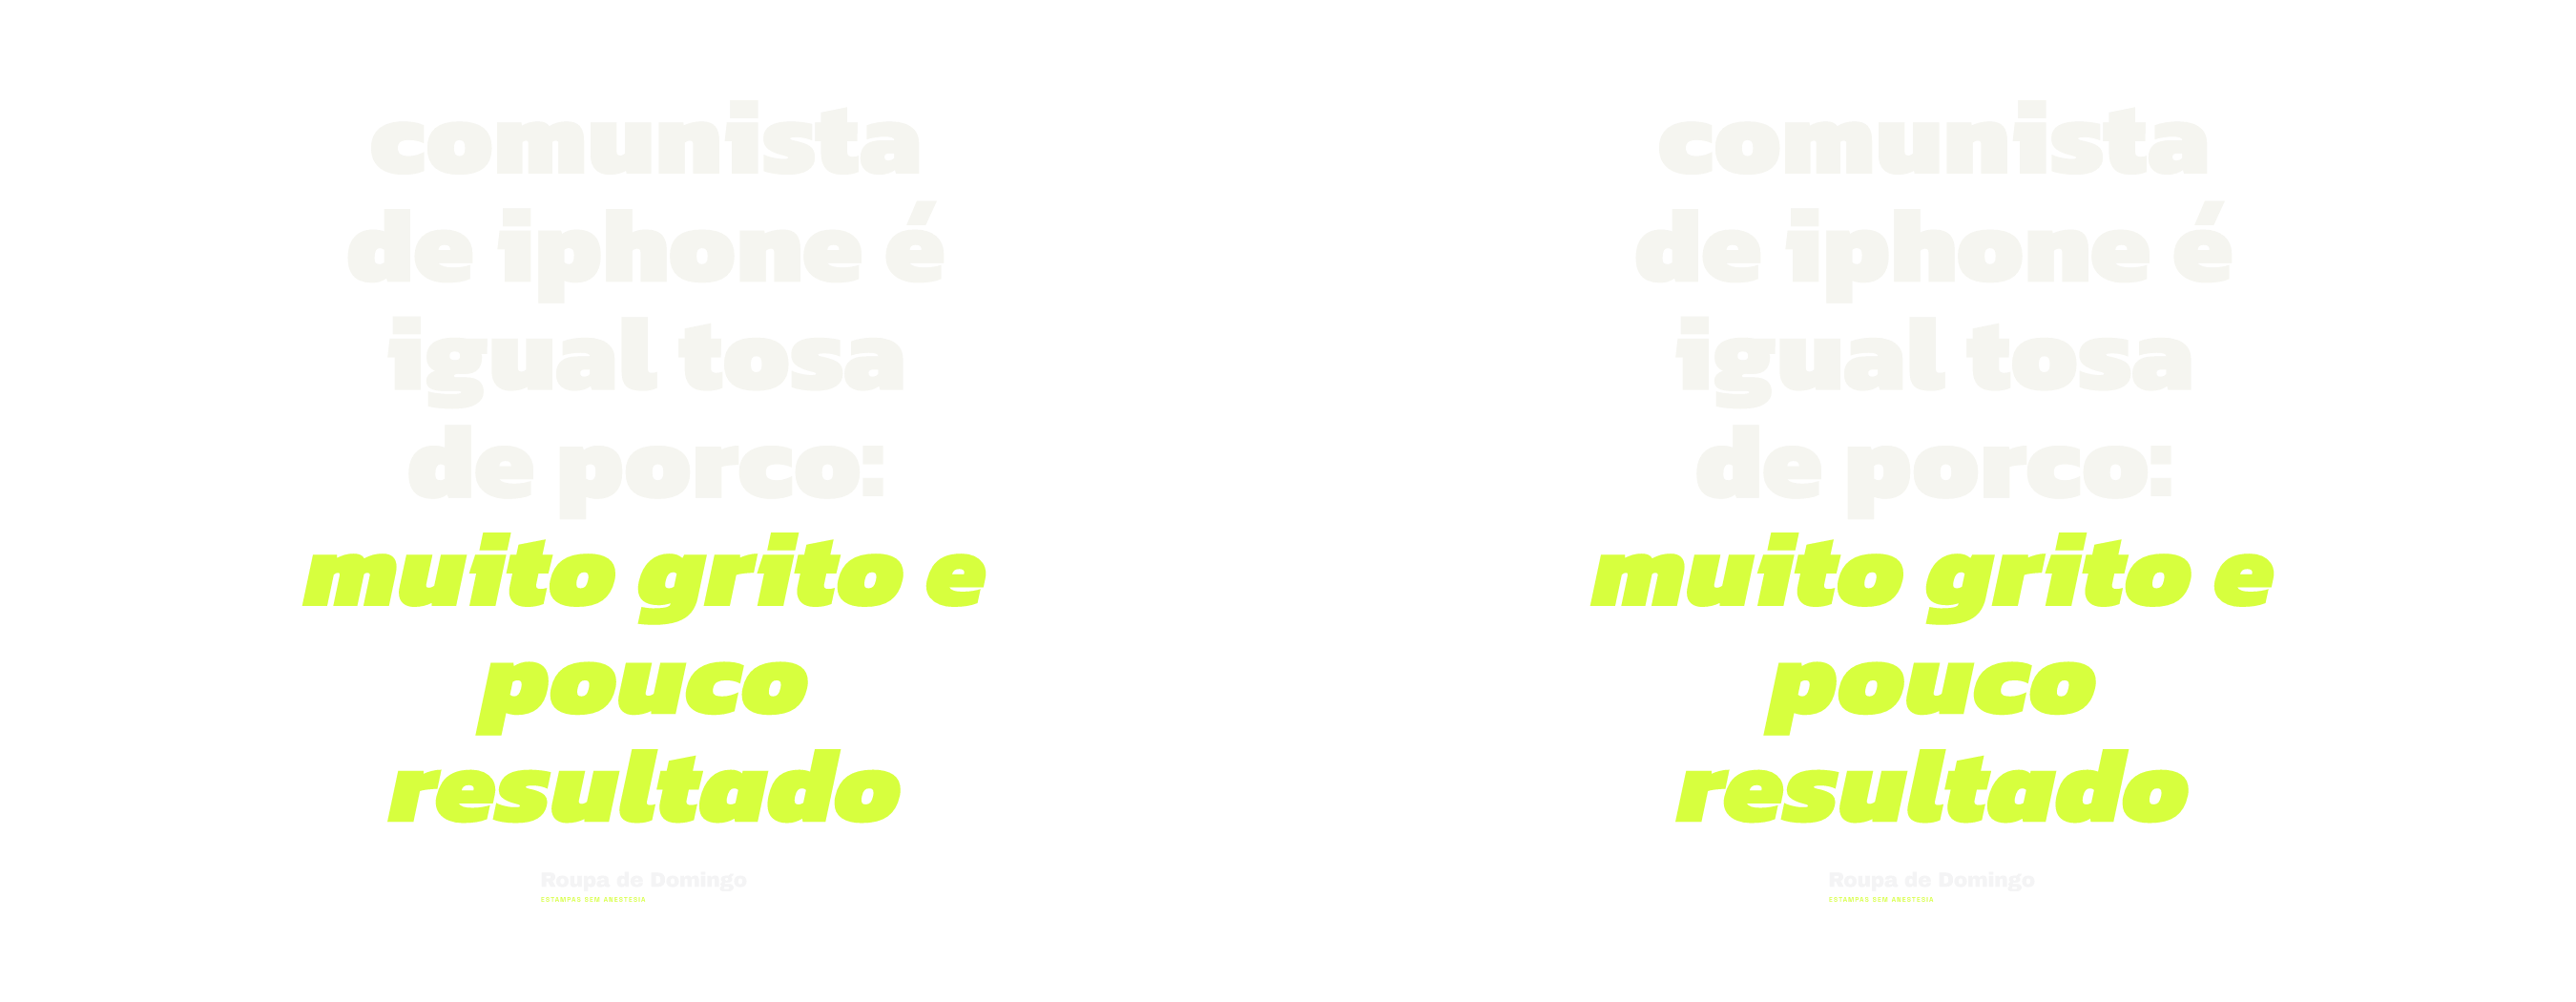 comunista
de iphone é
igual tosa
de porco:
muito grito e
pouco
resultado
Roupa de Domingo
ESTAMPAS SEM ANESTESIA
comunista
de iphone é
igual tosa
de porco:
muito grito e
pouco
resultado
Roupa de Domingo
ESTAMPAS SEM ANESTESIA